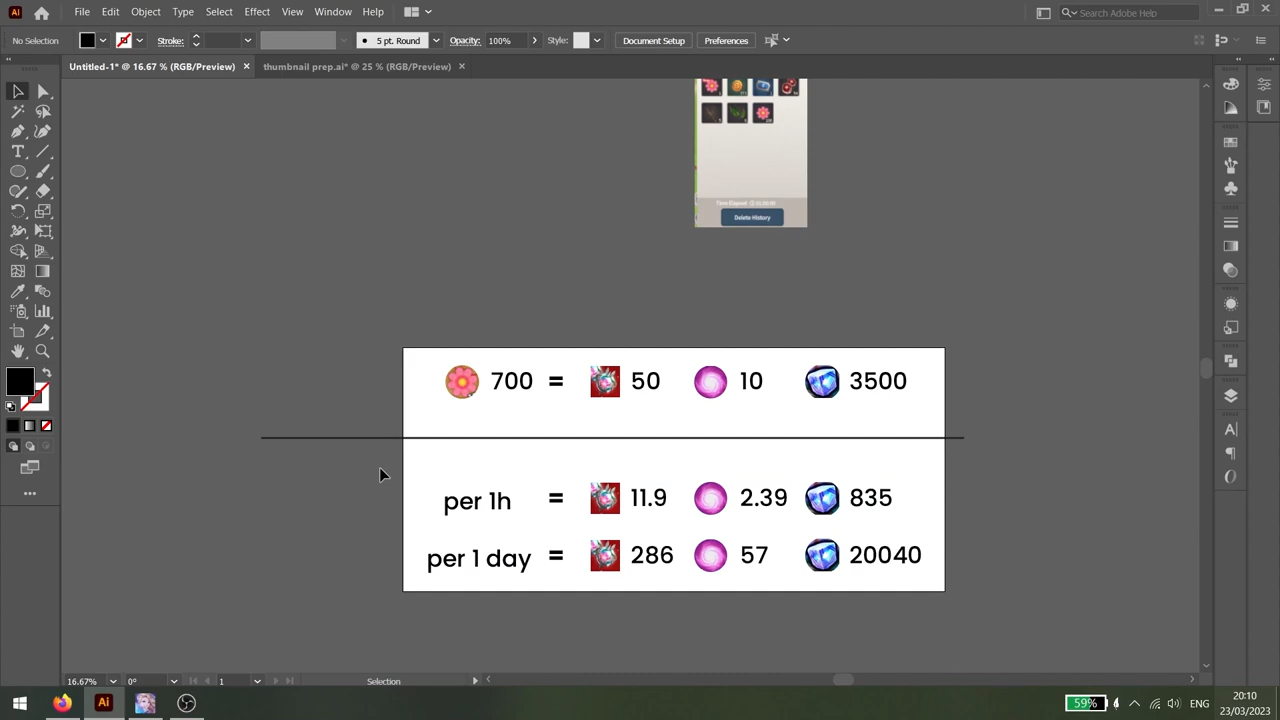 Ai File Edit Object Type Select Effect View Window Help Search Adobe Help
No Selection Stroke: 5 pt. Round Opacity: 100% Style: Document Setup Preferences
Untitled-1* @ 16.67 % (RGB/Preview) × thumbnail prep.ai* @ 25 % (RGB/Preview) ×
Time Elapsed
Delete History
700 = 50 10 3500
per 1h = 11.9 2.39 835
per 1 day = 286 57 20040
16.67% 0° 1 Selection
Ai 59% ENG 20:10
23/03/2023